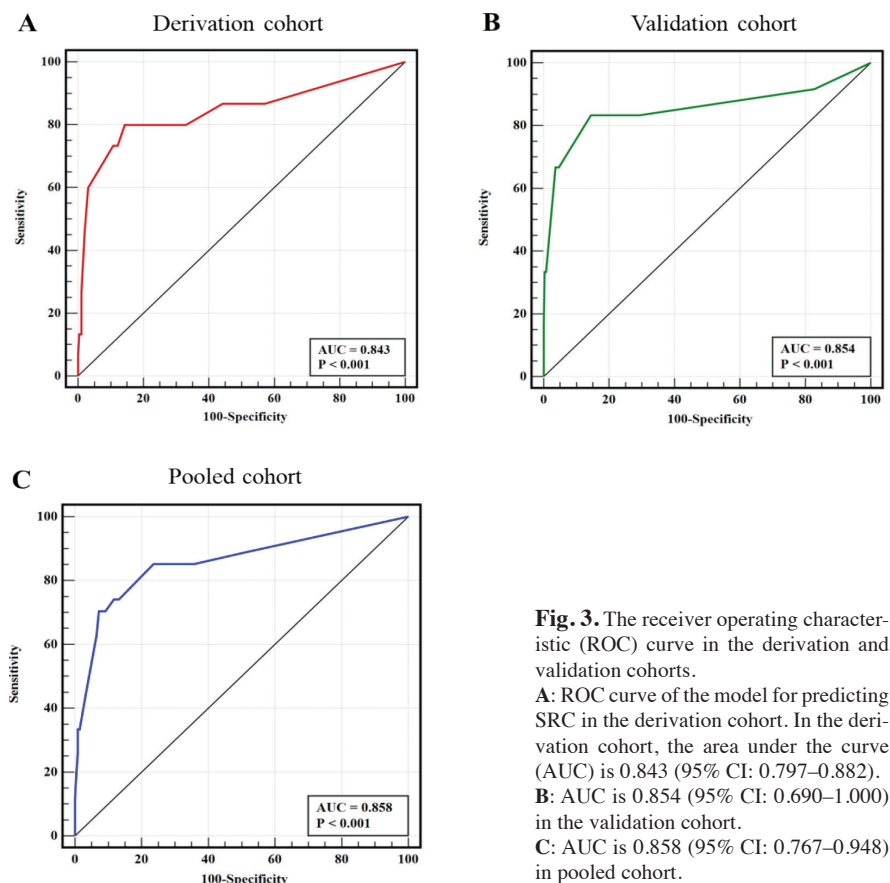 A
Derivation cohort
100
80
60
40
20
0
Sensitivity
AUC = 0.843
P < 0.001
0 20 40 60 80 100
100-Specificity
B
Validation cohort
100
80
60
40
20
0
Sensitivity
AUC = 0.854
P < 0.001
0 20 40 60 80 100
100-Specificity
C
Pooled cohort
100
80
60
40
20
0
Sensitivity
AUC = 0.858
P < 0.001
0 20 40 60 80 100
100-Specificity
Fig. 3. The receiver operating character-
istic (ROC) curve in the derivation and
validation cohorts.
A: ROC curve of the model for predicting
SRC in the derivation cohort. In the deri-
vation cohort, the area under the curve
(AUC) is 0.843 (95% CI: 0.797–0.882).
B: AUC is 0.854 (95% CI: 0.690–1.000)
in the validation cohort.
C: AUC is 0.858 (95% CI: 0.767–0.948)
in pooled cohort.